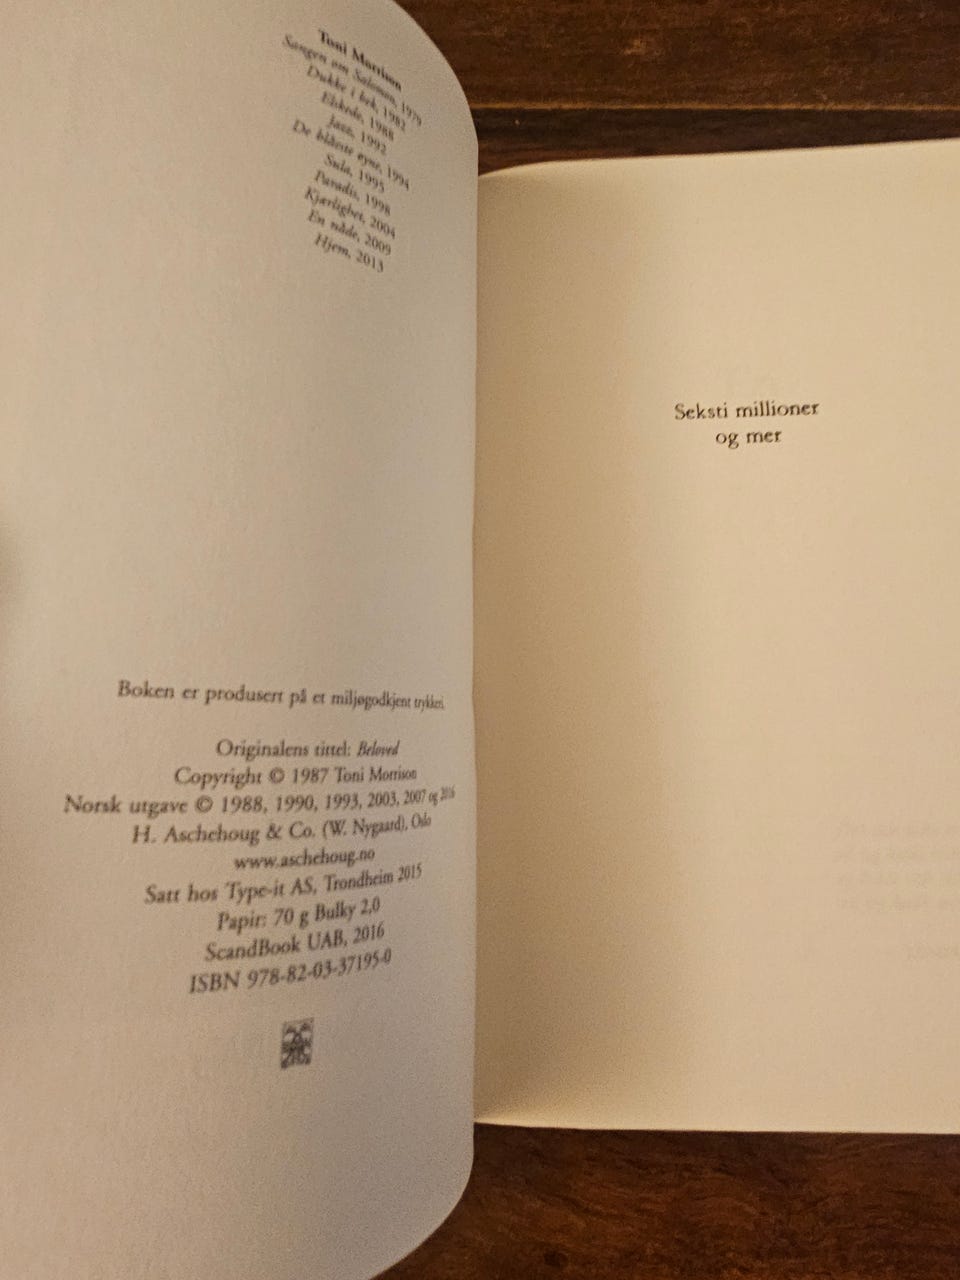 Toni Morrison
Sangen om Salomon, 1979
Dukke i bek, 1982
Elskede, 1988
Jazz, 1992
De blåeste øyne, 1994
Sula, 1995
Paradis, 1998
Kjærlighet, 2004
En nåde, 2009
Hjem, 2013
Boken er produsert på et miljøgodkjent trykkeri.
Originalens tittel: Beloved
Copyright © 1987 Toni Morrison
Norsk utgave © 1988, 1990, 1993, 2003, 2007 og 2016
H. Aschehoug & Co. (W. Nygaard), Oslo
www.aschehoug.no
Satt hos Type-it AS, Trondheim 2015
Papir: 70 g Bulky 2,0
ScandBook UAB, 2016
ISBN 978-82-03-37195-0
Seksti millioner
og mer